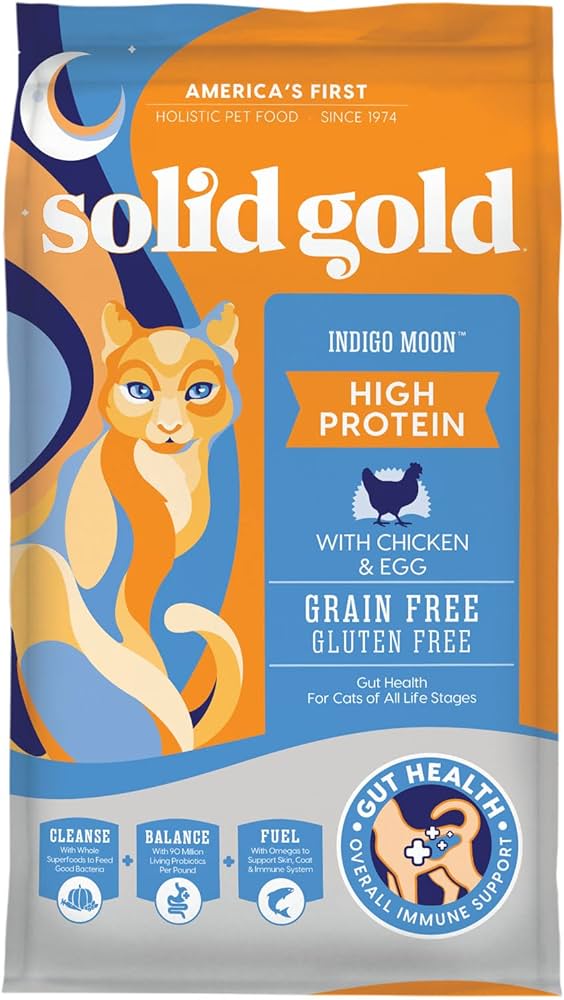 AMERICA'S FIRST
HOLISTIC PET FOOD · SINCE 1974
solid gold
INDIGO MOON™
HIGH
PROTEIN
WITH CHICKEN
& EGG
GRAIN FREE
GLUTEN FREE
Gut Health
For Cats of All Life Stages
CLEANSE
With Whole
Superfoods to Feed
Good Bacteria
+
BALANCE
With 90 Million
Living Probiotics
Per Pound
+
FUEL
With Omegas to
Support Skin, Coat
& Immune System
• GUT HEALTH •
OVERALL IMMUNE SUPPORT